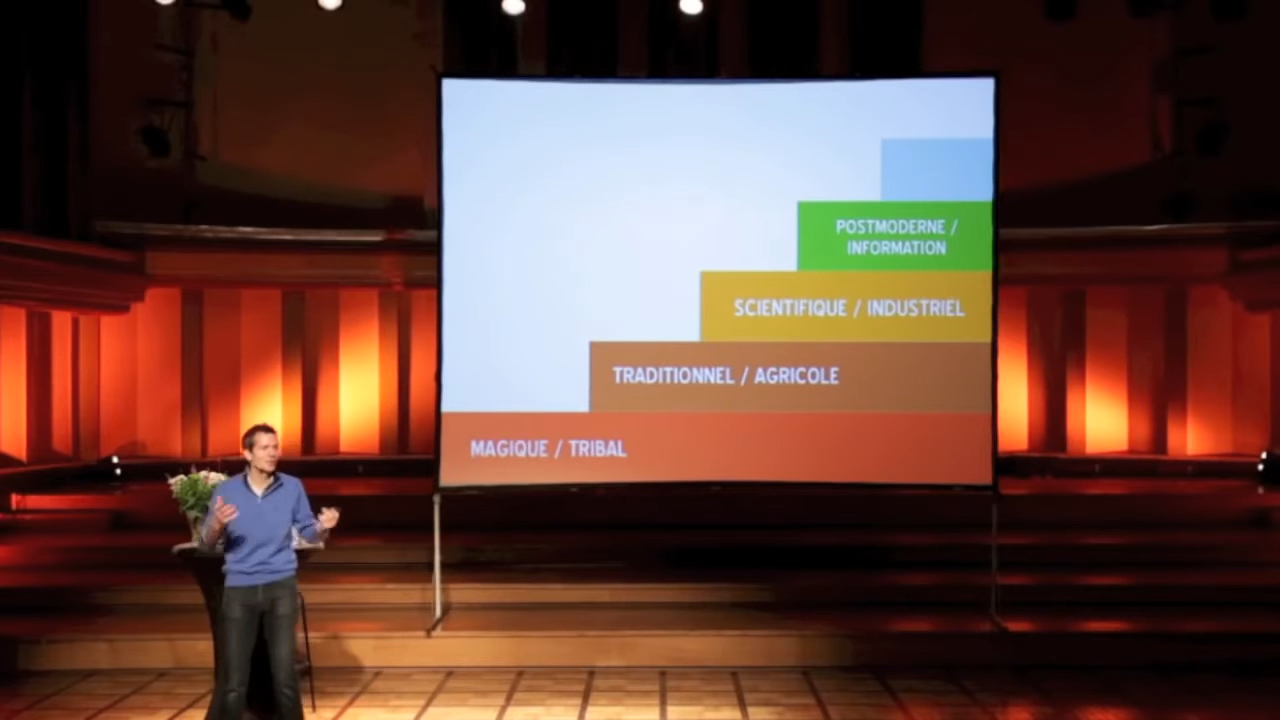 POSTMODERNE /
INFORMATION
SCIENTIFIQUE / INDUSTRIEL
TRADITIONNEL / AGRICOLE
MAGIQUE / TRIBAL